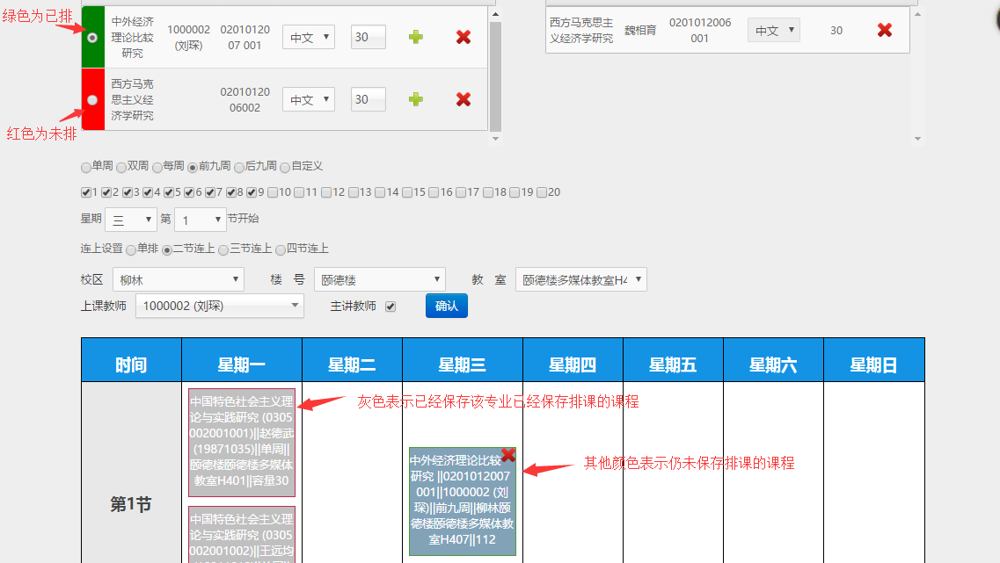 绿色为已排
中外经济
理论比较
研究
1000002
(刘琛)
02010120
07 001
中文
30
西方马克思主
义经济学研究
魏相育
0201012006
001
中文
30
西方马克
思主义经
济学研究
02010120
06002
中文
30
红色为未排
单周 双周 每周 前九周 后九周 自定义
1 2 3 4 5 6 7 8 9 10 11 12 13 14 15 16 17 18 19 20
星期 三 第 1 节开始
连上设置 单排 二节连上 三节连上 四节连上
校区 柳林 楼 号 颐德楼 教 室 颐德楼多媒体教室H4
上课教师 1000002 (刘琛) 主讲教师 确认
时间 星期一 星期二 星期三 星期四 星期五 星期六 星期日
第1节
中国特色社会主义理
论与实践研究 (0305
002001001)||赵德武
(19871035)||单周||
颐德楼颐德楼多媒体
教室H401||容量30
灰色表示已经保存该专业已经保存排课的课程
中外经济理论比较
研究 ||0201012007
001||1000002 (刘
琛)||前九周||柳林颐
德楼颐德楼多媒体教
室H407||112
其他颜色表示仍未保存排课的课程
中国特色社会主义理
论与实践研究 (0305
002001002)||王远均